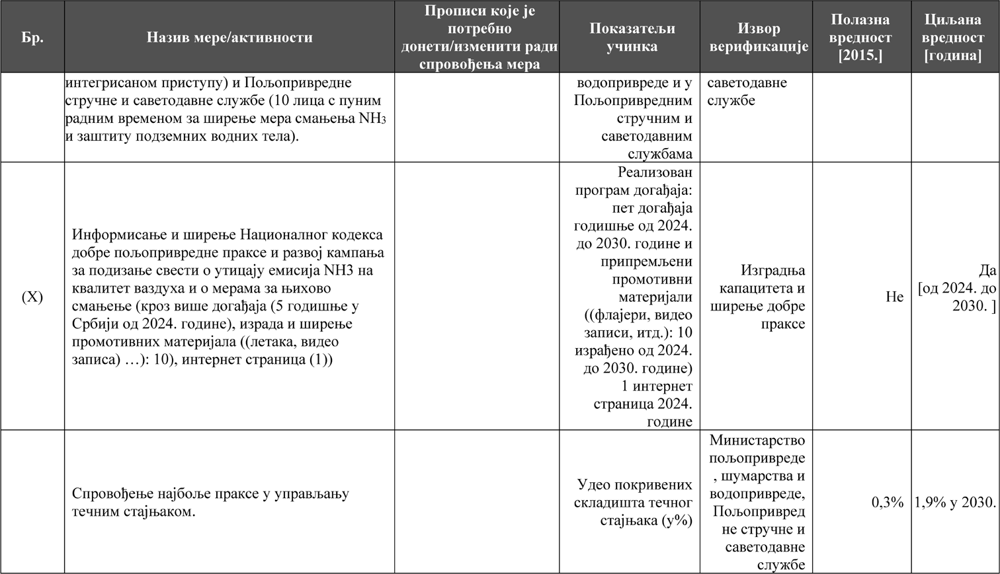 Бр.
Назив мере/активности
Прописи које је
потребно
донети/изменити ради
спровођења мера
Показатељи
учинка
Извор
верификације
Полазна
вредност
[2015.]
Циљана
вредност
[година]
интегрисаном приступу) и Пољопривредне
стручне и саветодавне службе (10 лица с пуним
радним временом за ширење мера смањења NH₃
и заштиту подземних водних тела).
водопривреде и у
Пољопривредним
стручним и
саветодавним
службама
саветодавне
службе
(X)
Информисање и ширење Националног кодекса
добре пољопривредне праксе и развој кампања
за подизање свести о утицају емисија NH3 на
квалитет ваздуха и о мерама за њихово
смањење (кроз више догађаја (5 годишње у
Србији од 2024. године), израда и ширење
промотивних материјала ((летака, видео
записа) …): 10), интернет страница (1))
Реализован
програм догађаја:
пет догађаја
годишње од 2024.
до 2030. године и
припремљени
промотивни
материјали
((флајери, видео
записи, итд.): 10
израђено од 2024.
до 2030. године)
1 интернет
страница 2024.
године
Изградња
капацитета и
ширење добре
праксе
Не
Да
[од 2024. до
2030. ]
Спровођење најбоље праксе у управљању
течним стајњаком.
Удео покривених
складишта течног
стајњака (у%)
Министарство
пољопривреде
, шумарства и
водопривреде,
Пољопривред
не стручне и
саветодавне
службе
0,3%
1,9% у 2030.